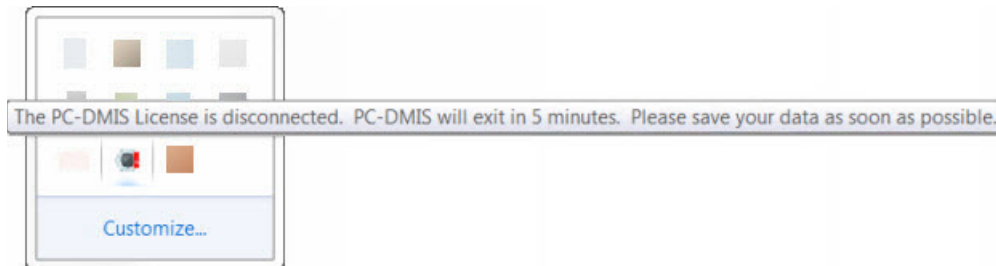 The PC-DMIS License is disconnected.  PC-DMIS will exit in 5 minutes.  Please save your data as soon as possible.
Customize...